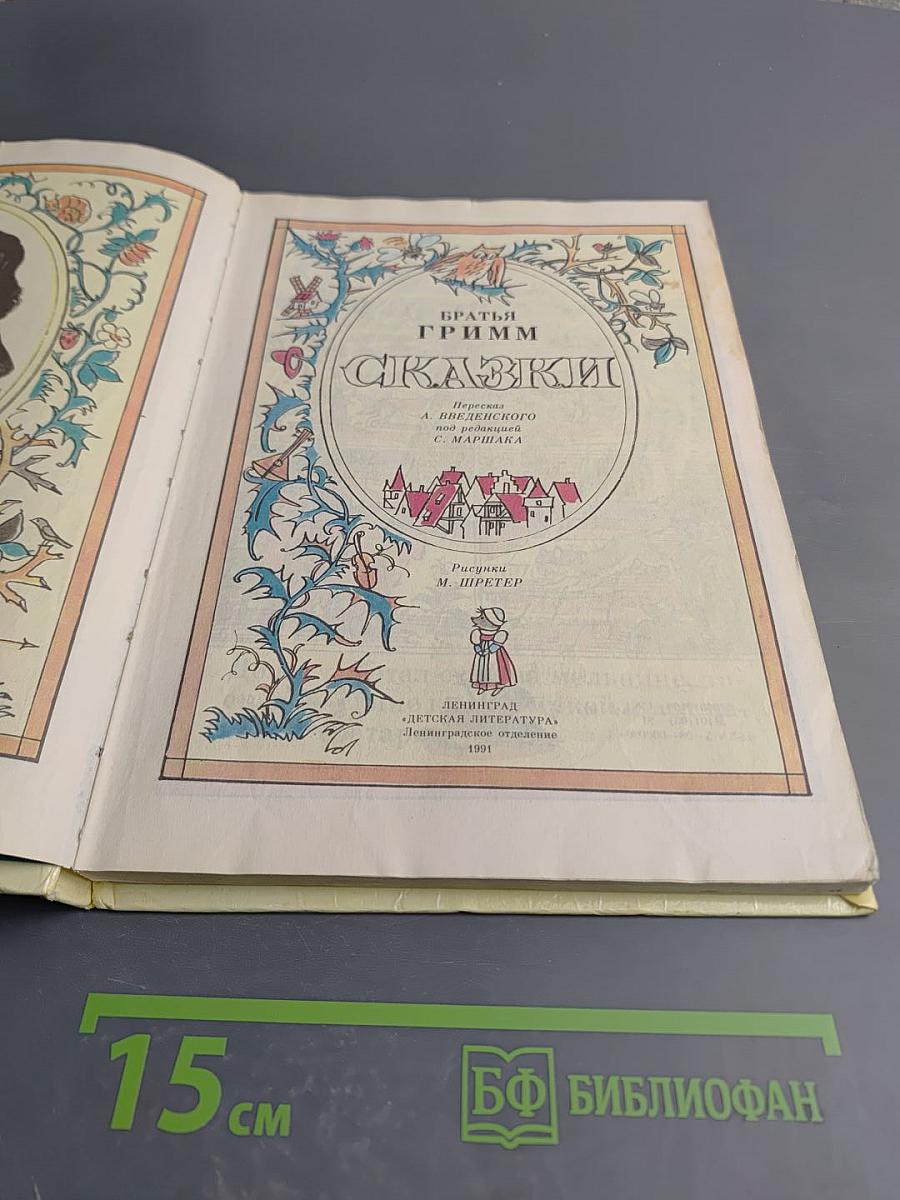 БРАТЬЯ
ГРИММ
СКАЗКИ
Пересказ
А. ВВЕДЕНСКОГО
под редакцией
С. МАРШАКА
Рисунки
М. ШРЕТЕР
ЛЕНИНГРАД
«ДЕТСКАЯ ЛИТЕРАТУРА»
Ленинградское отделение
1991
15 см
БФ БИБЛИОФАН